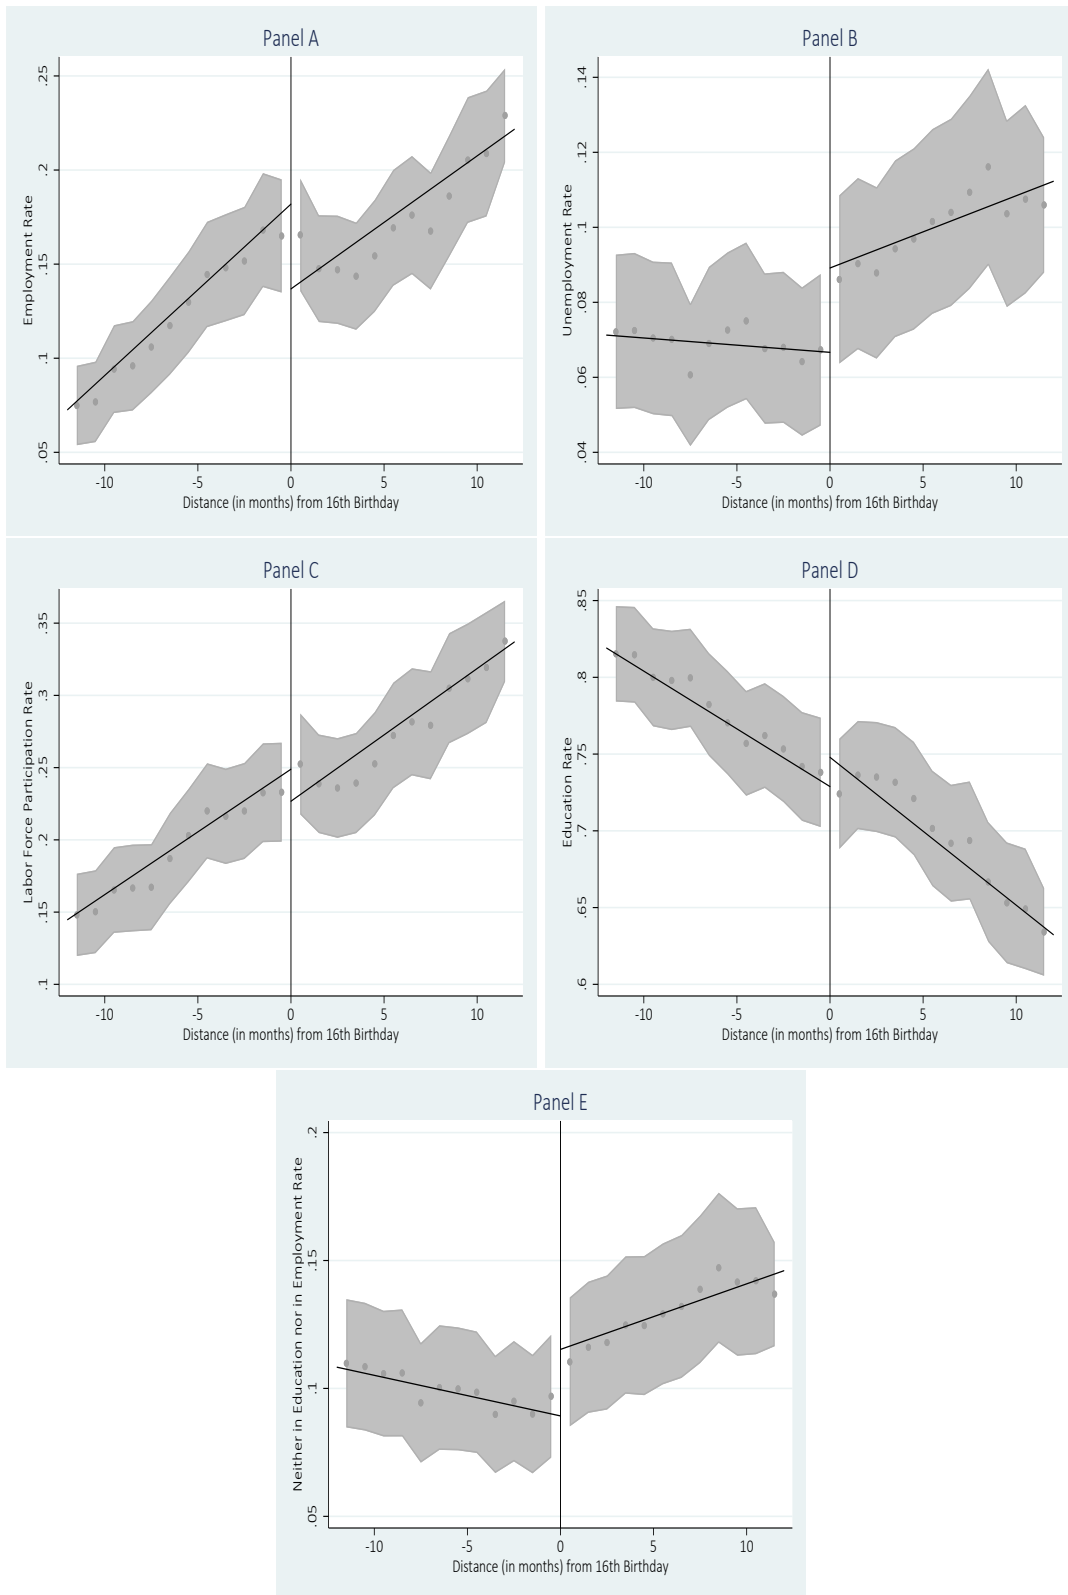 Panel A
Employment Rate
.25
.2
.15
.1
.05
-10 -5 0 5 10
Distance (in months) from 16th Birthday
Panel B
Unemployment Rate
.14
.12
.1
.08
.06
.04
-10 -5 0 5 10
Distance (in months) from 16th Birthday
Panel C
Labor Force Participation Rate
.35
.3
.25
.2
.15
.1
-10 -5 0 5 10
Distance (in months) from 16th Birthday
Panel D
Education Rate
.85
.8
.75
.7
.65
.6
-10 -5 0 5 10
Distance (in months) from 16th Birthday
Panel E
Neither in Education nor in Employment Rate
.2
.15
.1
.05
-10 -5 0 5 10
Distance (in months) from 16th Birthday